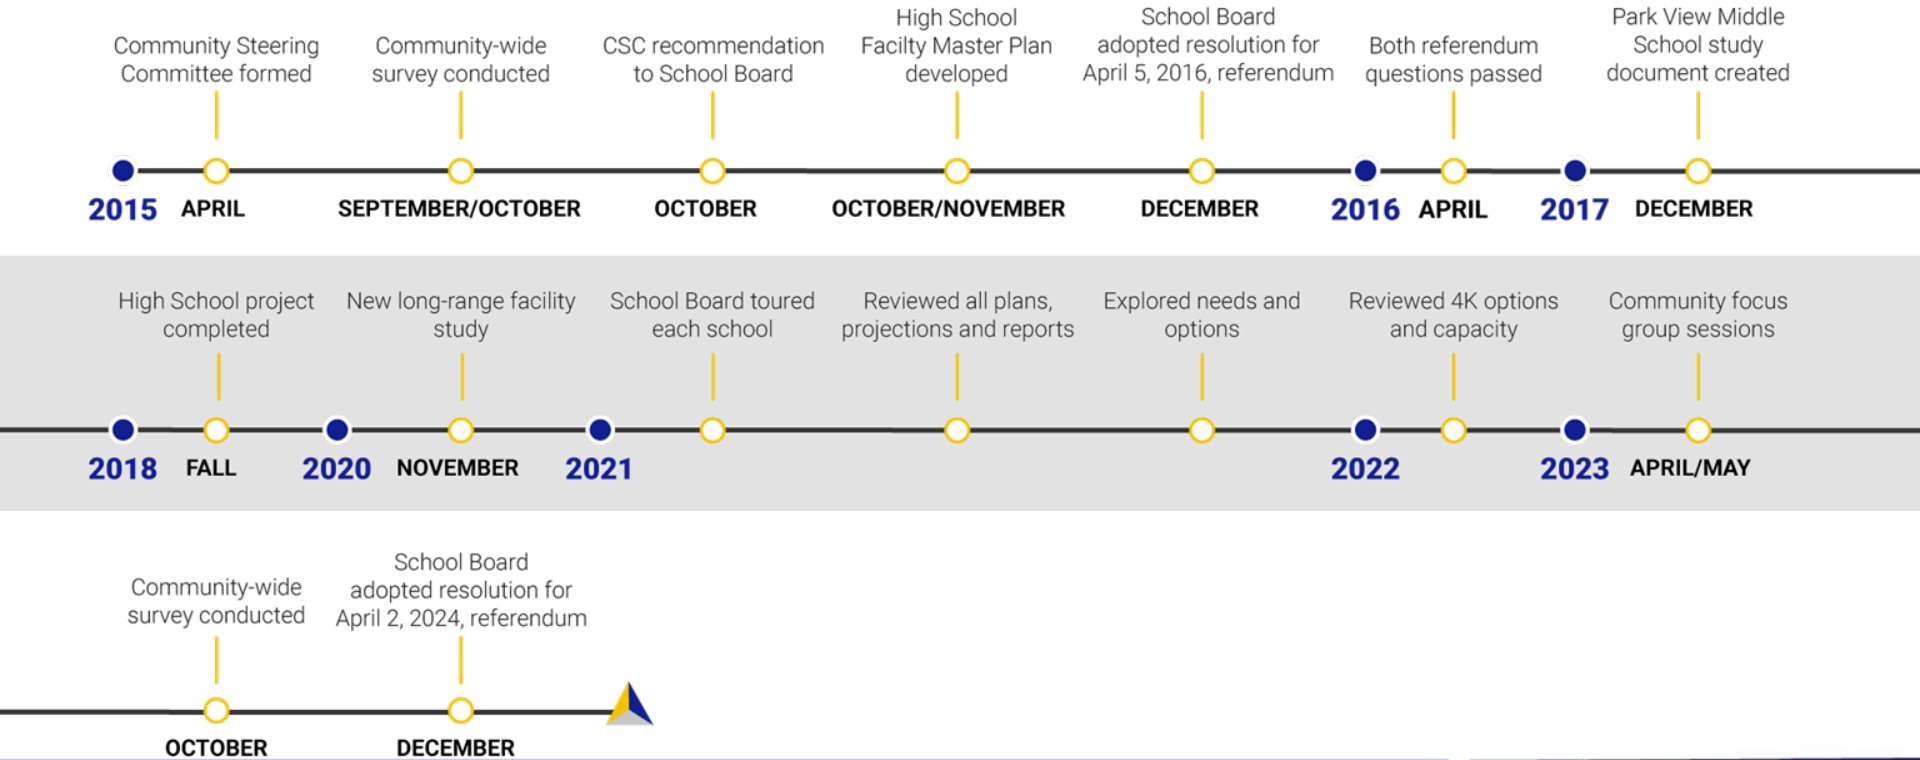 Community Steering
Committee formed
Community-wide
survey conducted
CSC recommendation
to School Board
High School
Facilty Master Plan
developed
School Board
adopted resolution for
April 5, 2016, referendum
Both referendum
questions passed
Park View Middle
School study
document created
2015 APRIL SEPTEMBER/OCTOBER OCTOBER OCTOBER/NOVEMBER DECEMBER 2016 APRIL 2017 DECEMBER
High School project
completed
New long-range facility
study
School Board toured
each school
Reviewed all plans,
projections and reports
Explored needs and
options
Reviewed 4K options
and capacity
Community focus
group sessions
2018 FALL 2020 NOVEMBER 2021 2022 2023 APRIL/MAY
Community-wide
survey conducted
School Board
adopted resolution for
April 2, 2024, referendum
OCTOBER DECEMBER